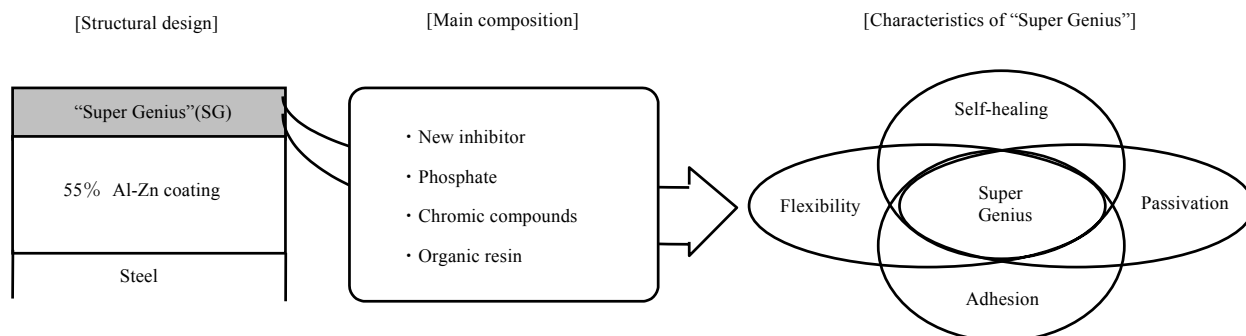 [Structural design]
“Super Genius”(SG)
55% Al-Zn coating
Steel
[Main composition]
・New inhibitor
・Phosphate
・Chromic compounds
・Organic resin
[Characteristics of “Super Genius”]
Self-healing
Flexibility
Super
Genius
Passivation
Adhesion